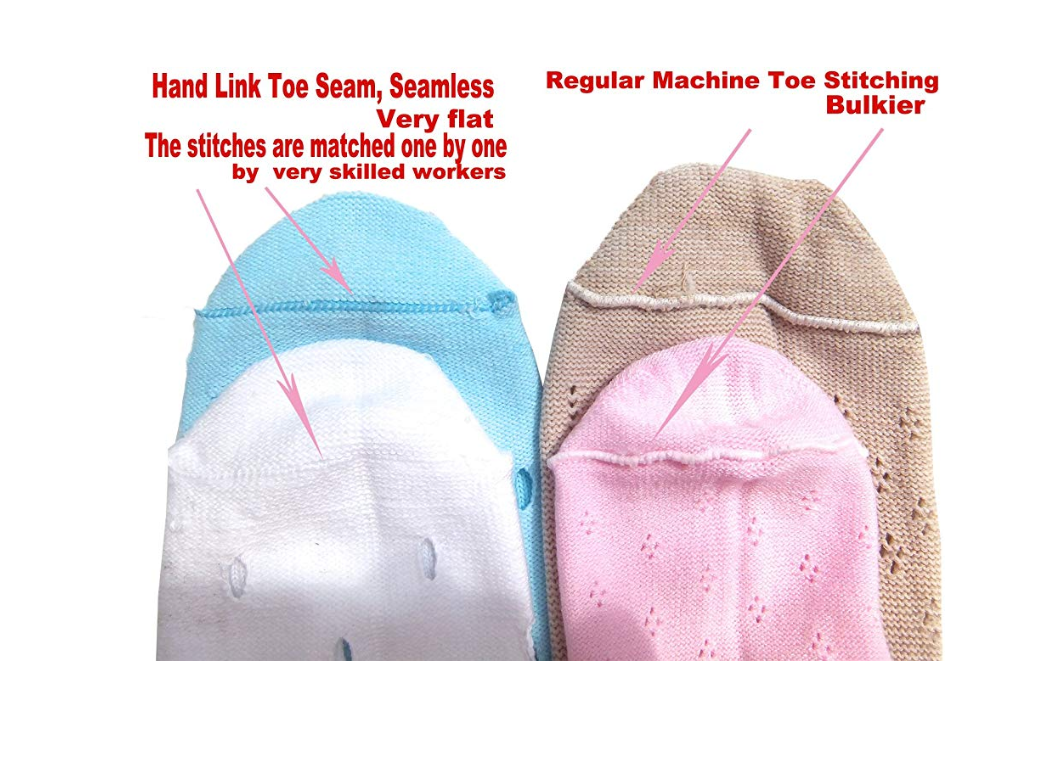 Hand Link Toe Seam, Seamless
Very flat
The stitches are matched one by one
by very skilled workers
Regular Machine Toe Stitching
Bulkier